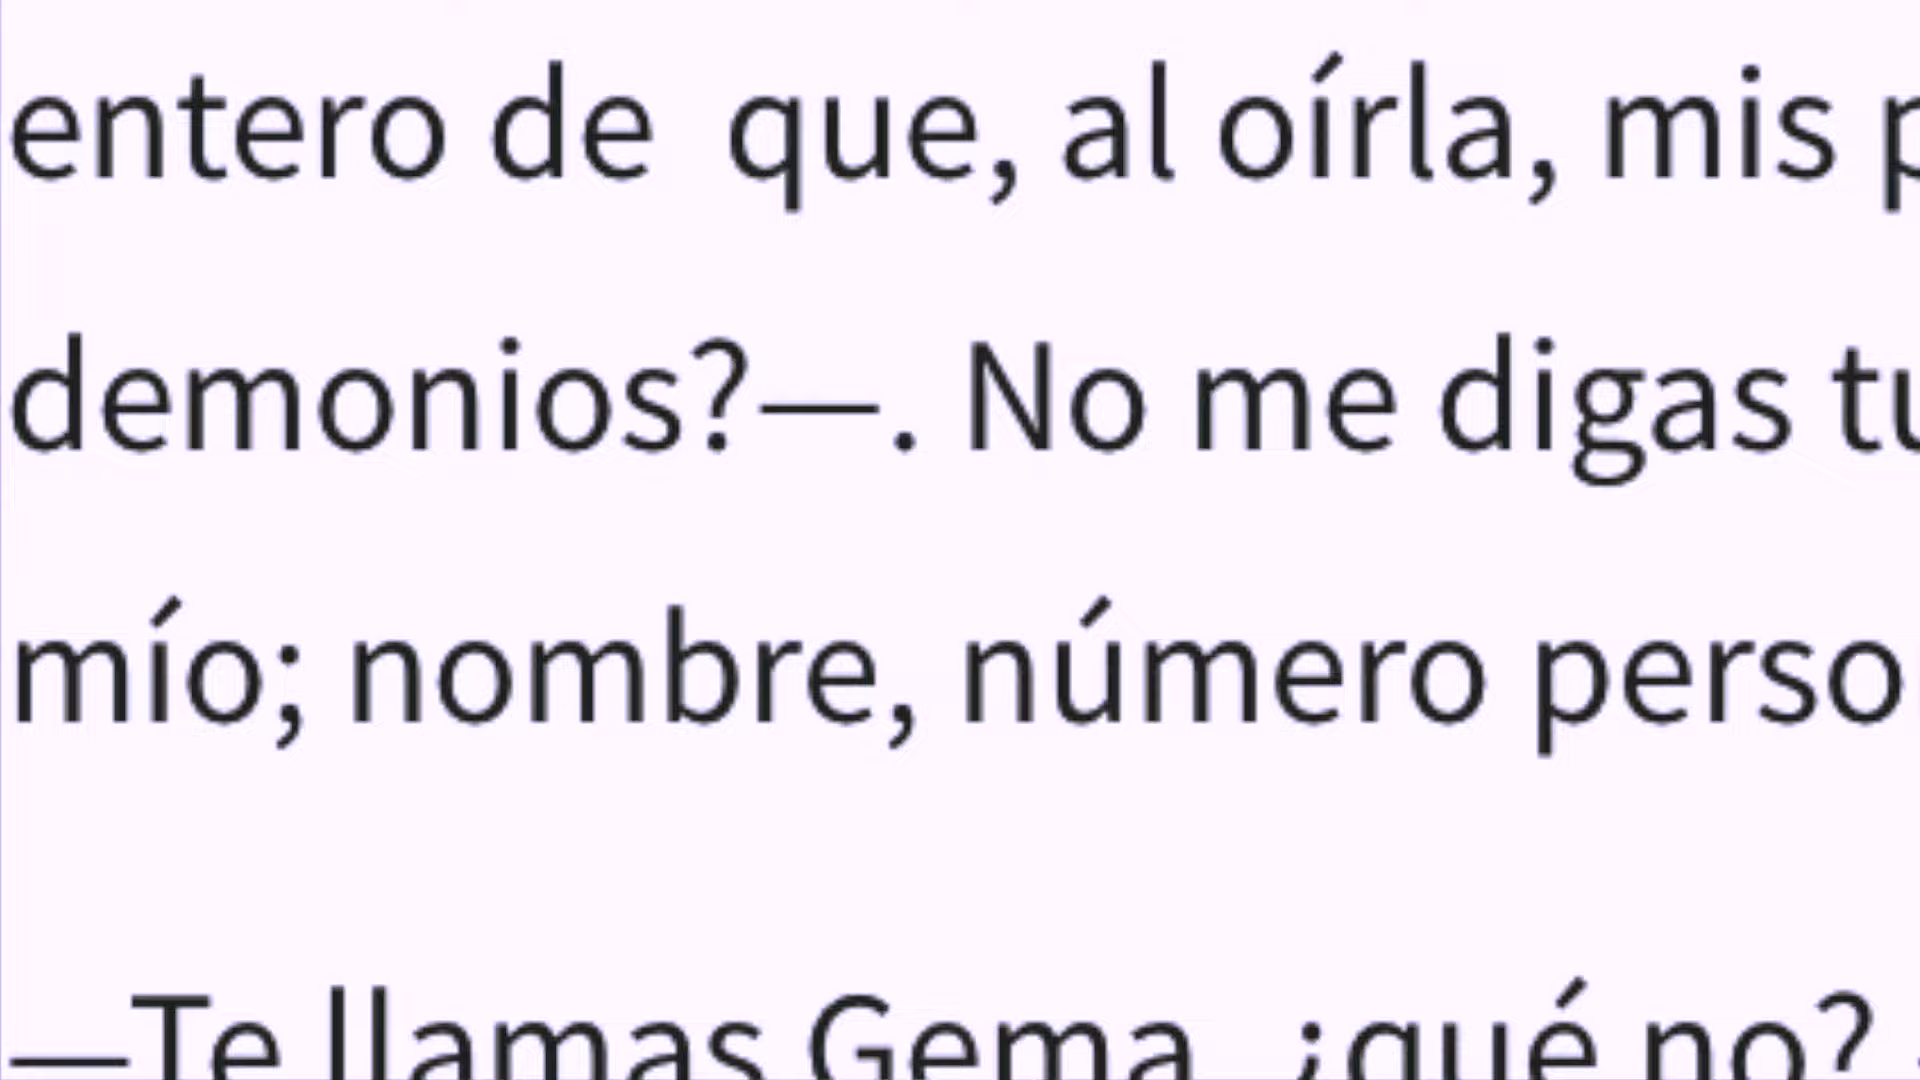 entero de  que, al oírla, mis
demonios?—. No me digas
mío; nombre, número
—Te llamas Gema, ¿qué no?